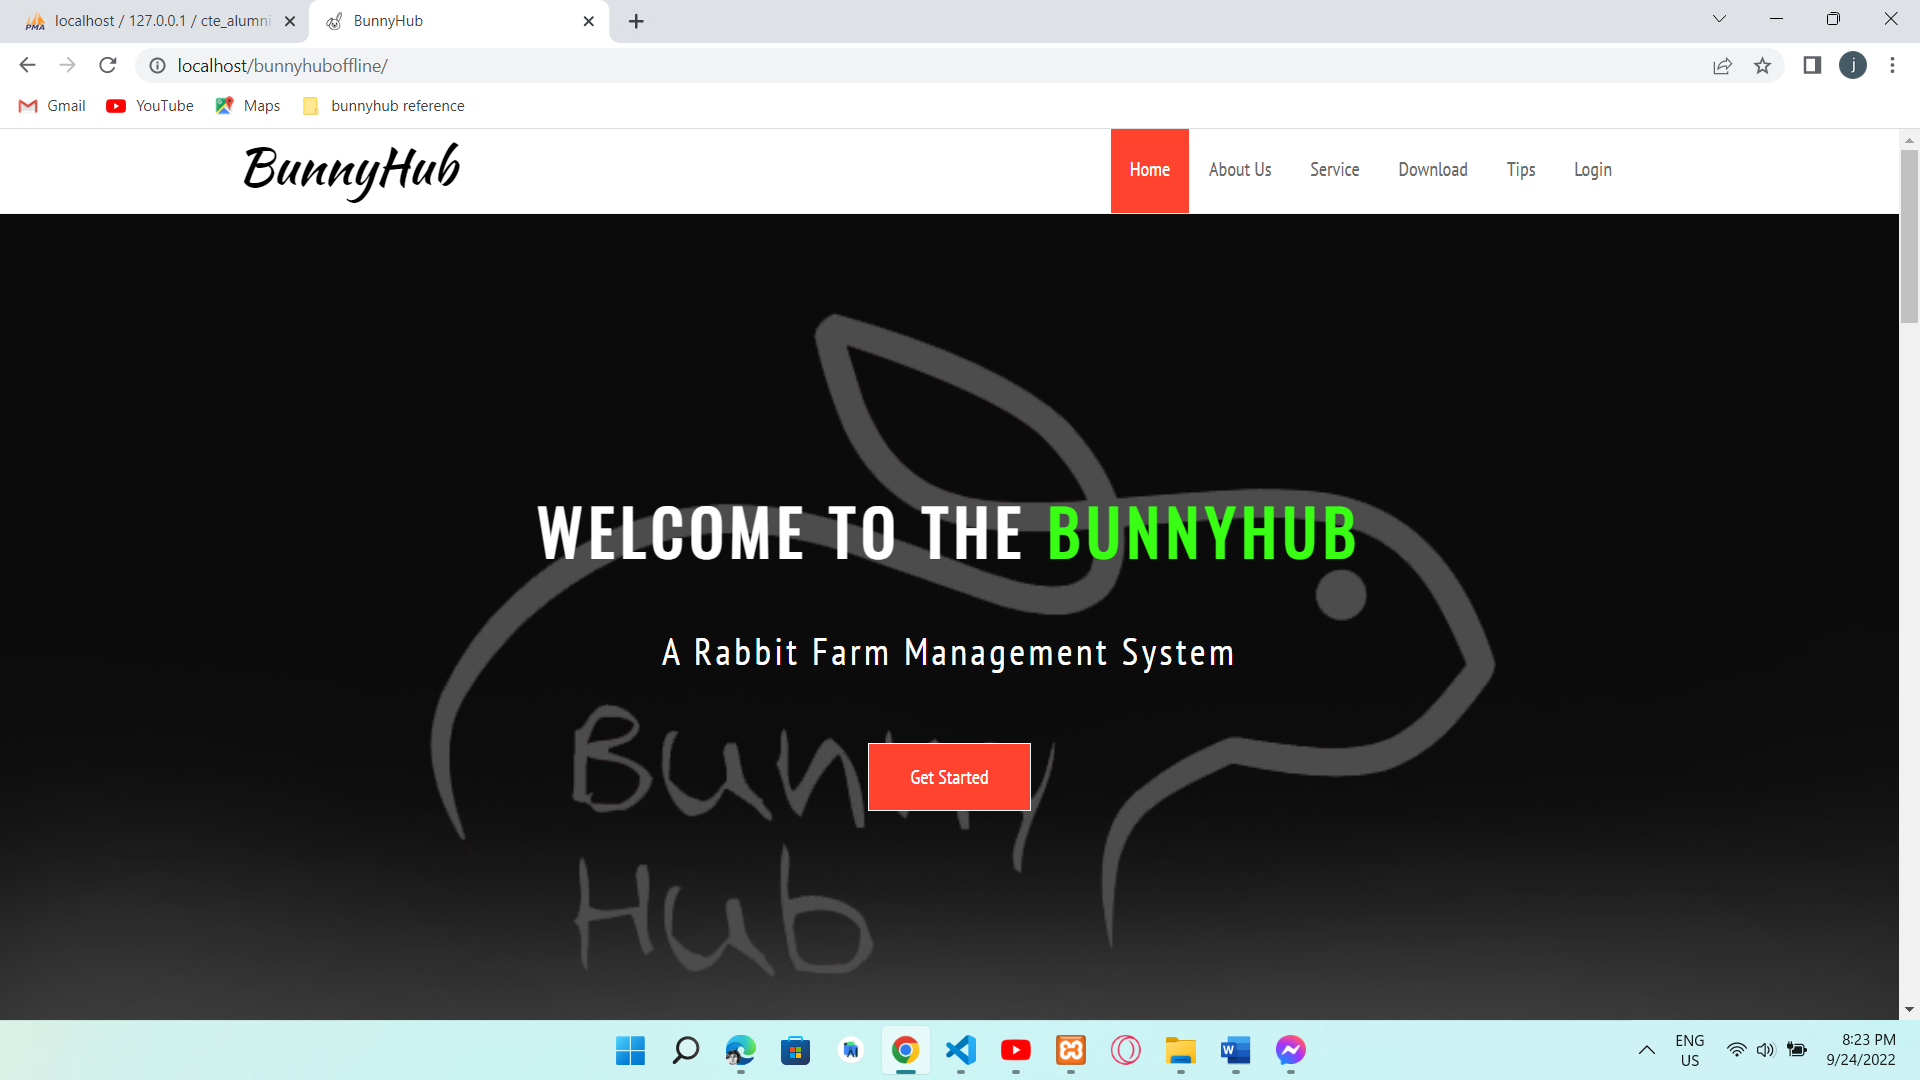 localhost / 127.0.0.1 / cte_alumni
BunnyHub
localhost/bunnyhuboffline/
j
Gmail
YouTube
Maps
bunnyhub reference
BunnyHub
Home
About Us
Service
Download
Tips
Login
WELCOME TO THE BUNNYHUB
A Rabbit Farm Management System
Bunny
Get Started
Hub
ENG
US
8:23 PM
9/24/2022